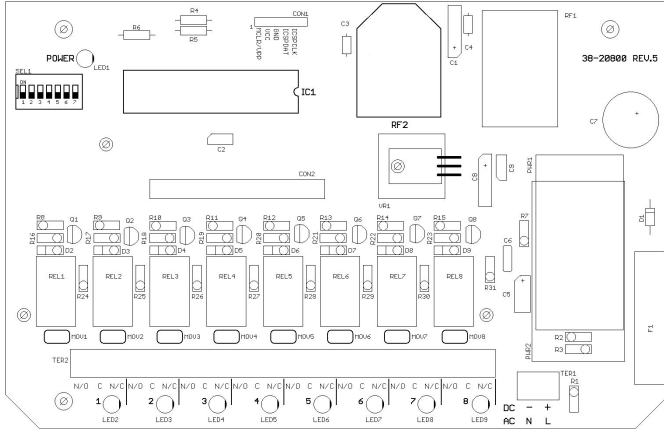 R4
R5
R6
CON1
1
MCLR/VPP
VCC
GND
ICSPDAT
ICSPCLK
C3
C1
C4
RF1
38-20800 REV.5
POWER
LED1
SEL1
ON
1 2 3 4 5 6 7
IC1
RF2
C7
C2
CON2
VR1
C8
C9
PWR1
D1
R8 Q1 R9 Q2 R10 Q3 R11 Q4 R12 Q5 R13 Q6 R14 Q7 R15 Q8
R16 R17 R18 R19 R20 R21 R22 R23
D2 D3 D4 D5 D6 D7 D8 D9
R7
C6
REL1 REL2 REL3 REL4 REL5 REL6 REL7 REL8
R24 R25 R26 R27 R28 R29 R30 R31
C5
F1
MOV1 MOV2 MOV3 MOV4 MOV5 MOV6 MOV7 MOV8
R2
R3
PWR2
TER2
TER1
R1
N/O C N/C N/O C N/C N/O C N/C N/O C N/C N/O C N/C N/O C N/C N/O C N/C N/O C N/C
1 2 3 4 5 6 7 8
LED2 LED3 LED4 LED5 LED6 LED7 LED8 LED9
DC - +
AC N L